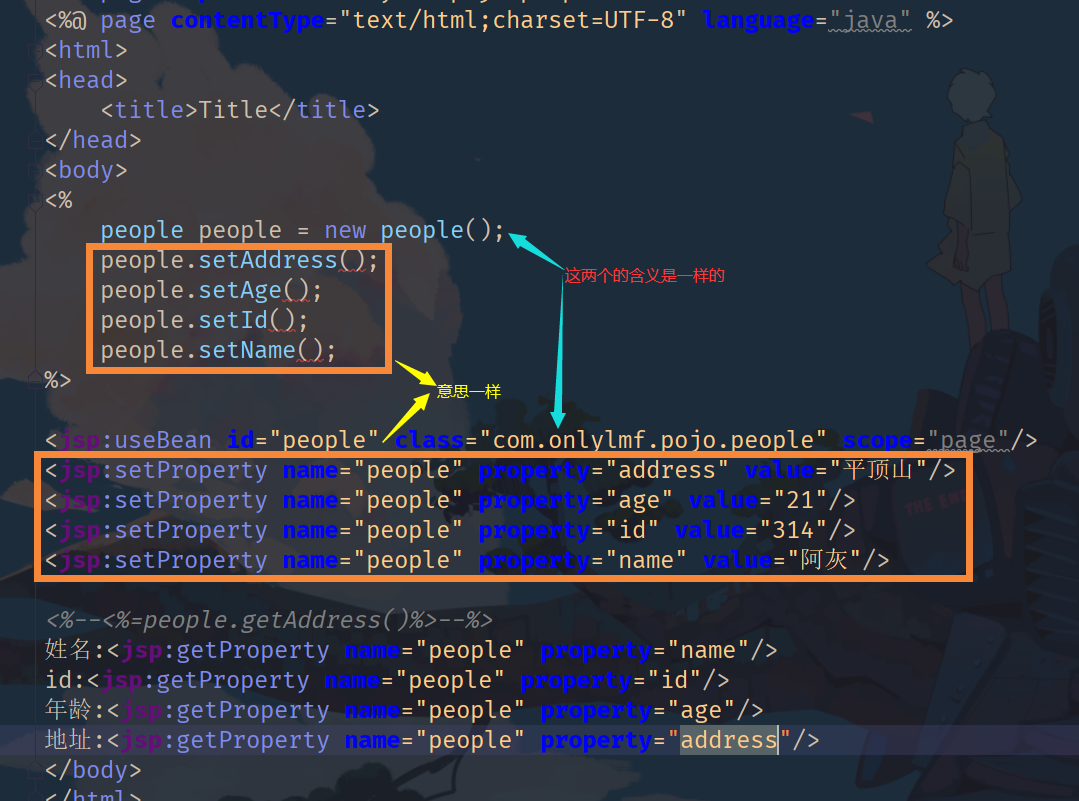 <%@ page contentType="text/html;charset=UTF-8" language="java" %>
<html>
<head>
<title>Title</title>
</head>
<body>
<%
people people = new people();
people.setAddress();
这两个的含义是一样的
people.setAge();
people.setId();
people.setName();
%>
意思一样
<jsp:useBean id="people" class="com.onlylmf.pojo.people" scope="page"/>
<jsp:setProperty name="people" property="address" value="平顶山"/>
<jsp:setProperty name="people" property="age" value="21"/>
<jsp:setProperty name="people" property="id" value="314"/>
<jsp:setProperty name="people" property="name" value="阿灰"/>
<%--<%=people.getAddress()%>--%>
姓名:<jsp:getProperty name="people" property="name"/>
id:<jsp:getProperty name="people" property="id"/>
年龄:<jsp:getProperty name="people" property="age"/>
地址:<jsp:getProperty name="people" property="address"/>
</body>
</html>